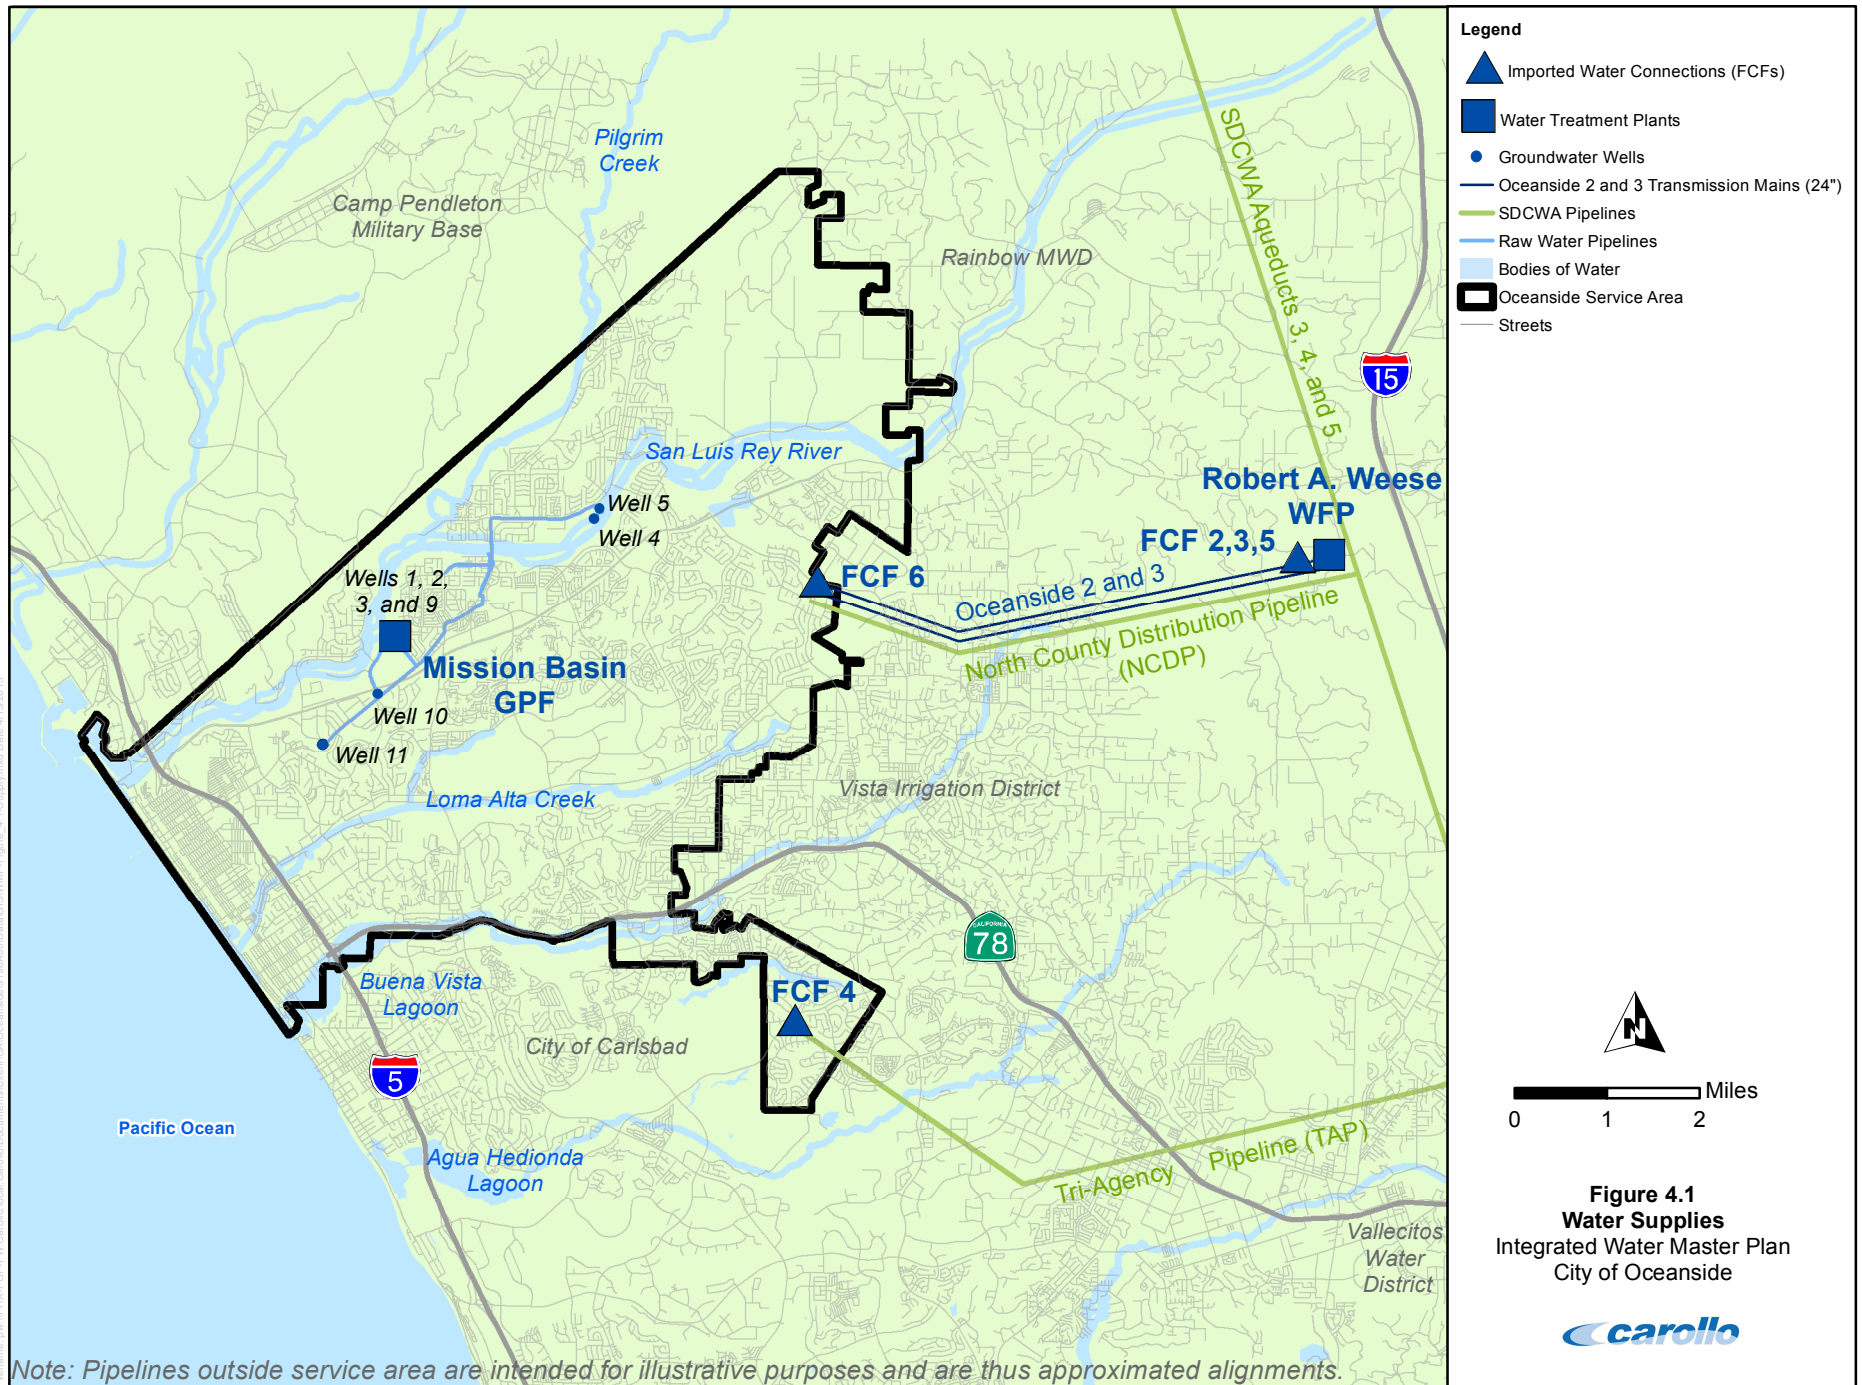 Pilgrim
Creek
Camp Pendleton
Military Base
Rainbow MWD
SDCWA Aqueducts 3, 4, and 5
15
San Luis Rey River
Well 5
Well 4
Robert A. Weese
WFP
FCF 2,3,5
Wells 1, 2,
3, and 9
FCF 6
Oceanside 2 and 3
North County Distribution Pipeline
(NCDP)
Mission Basin
GPF
Well 10
Well 11
Loma Alta Creek
Vista Irrigation District
CALIFORNIA
78
Buena Vista
Lagoon
FCF 4
City of Carlsbad
5
Pacific Ocean
Agua Hedionda
Lagoon
Tri-Agency Pipeline (TAP)
Vallecitos
Water
District
Note: Pipelines outside service area are intended for illustrative purposes and are thus approximated alignments.
Legend
Imported Water Connections (FCFs)
Water Treatment Plants
Groundwater Wells
Oceanside 2 and 3 Transmission Mains (24")
SDCWA Pipelines
Raw Water Pipelines
Bodies of Water
Oceanside Service Area
Streets
N
Miles
0 1 2
Figure 4.1
Water Supplies
Integrated Water Master Plan
City of Oceanside
carollo